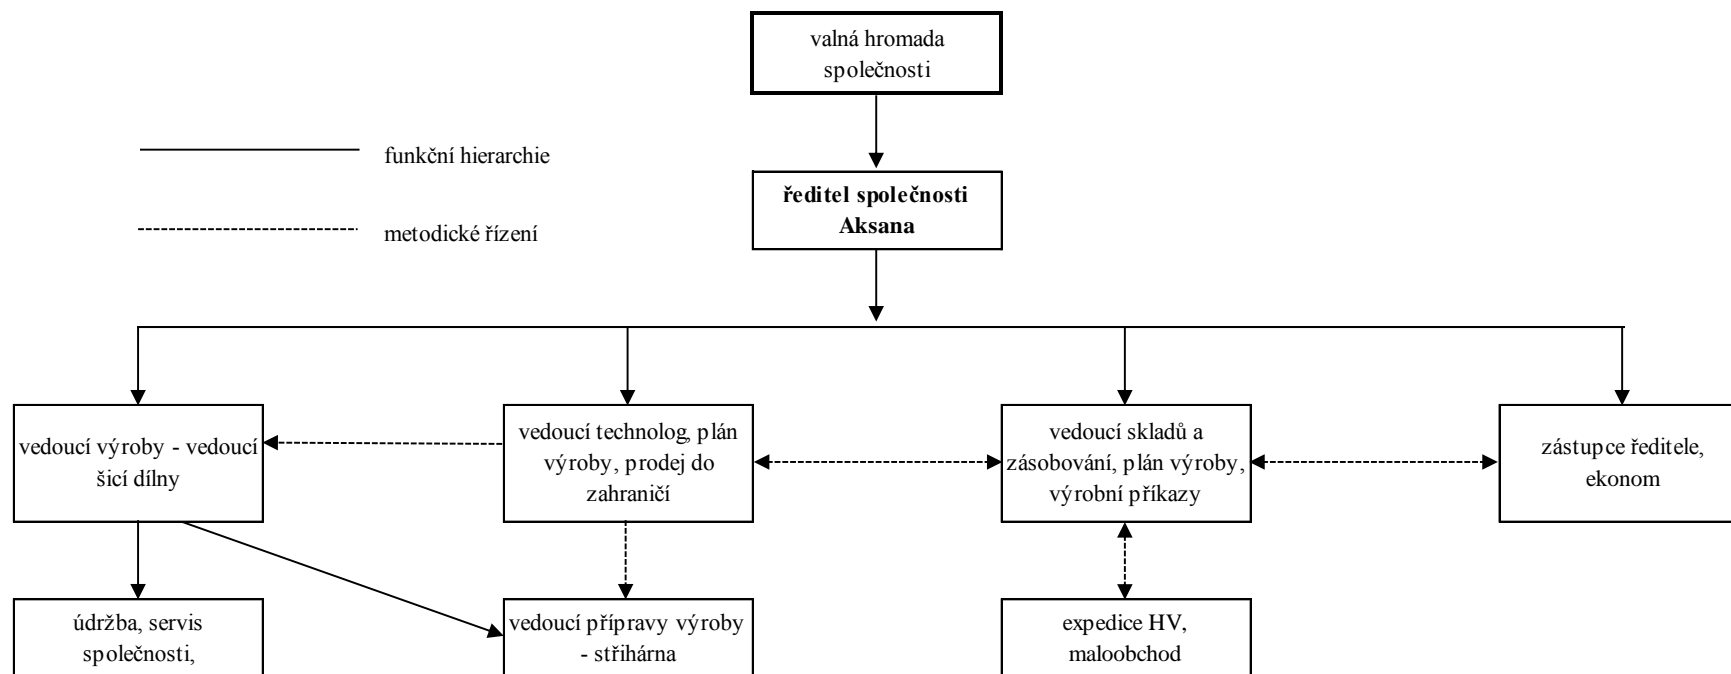 valná hromada
společnosti
funkční hierarchie
ředitel společnosti
Aksana
metodické řízení
vedoucí výroby - vedoucí
šicí dílny
vedoucí technolog, plán
výroby, prodej do
zahraničí
vedoucí skladů a
zásobování, plán výroby,
výrobní příkazy
zástupce ředitele,
ekonom
údržba, servis
společnosti,
vedoucí přípravy výroby
- střihárna
expedice HV,
maloobchod